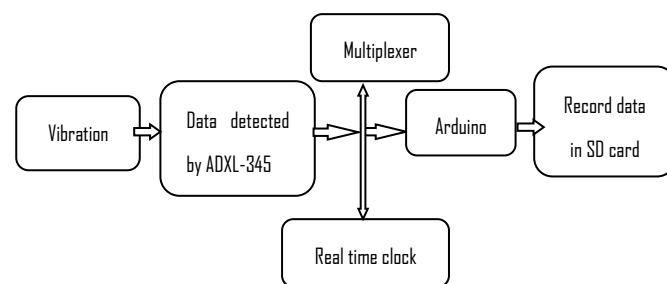 Multiplexer
Vibration
Data detected
by ADXL-345
Arduino
Record data
in SD card
Real time clock